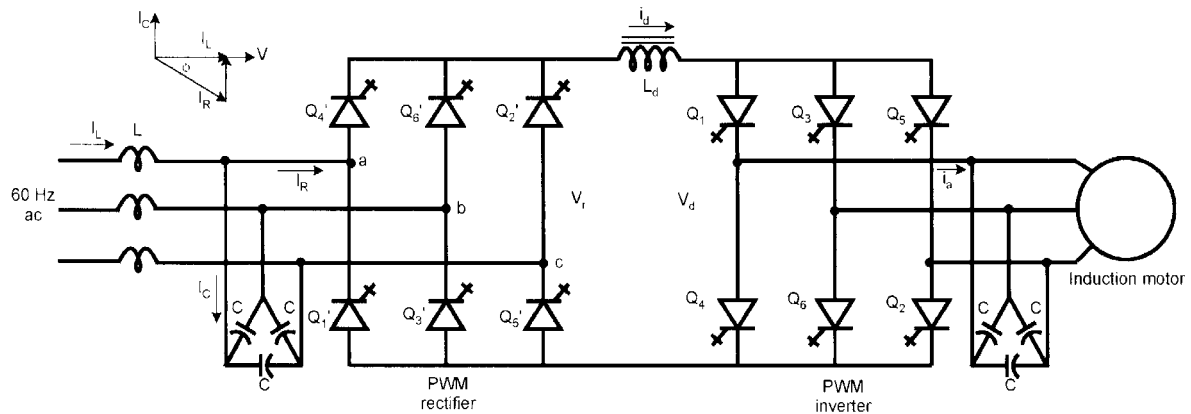 I_C
I_L
V
Φ
I_R
i_d
L_d
Q_4'
Q_6'
Q_2'
Q_1
Q_3
Q_5
I_L
L
a
I_R
i_a
60 Hz
ac
b
V_r
V_d
c
I_C
Induction motor
C
C
Q_1'
Q_3'
Q_5'
Q_4
Q_6
Q_2
C
C
C
C
PWM
rectifier
PWM
inverter